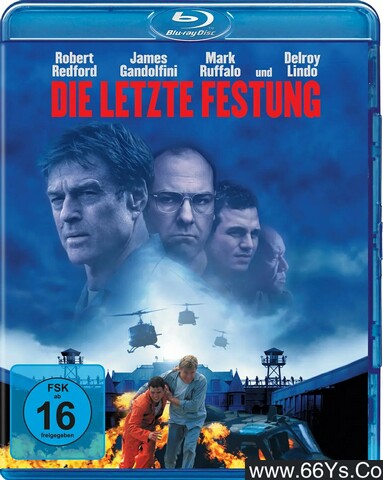 Blu-ray Disc
Robert Redford
James Gandolfini
Mark Ruffalo
und
Delroy Lindo
DIE LETZTE FESTUNG
FSK
ab
16
freigegeben
www.66Ys.Co